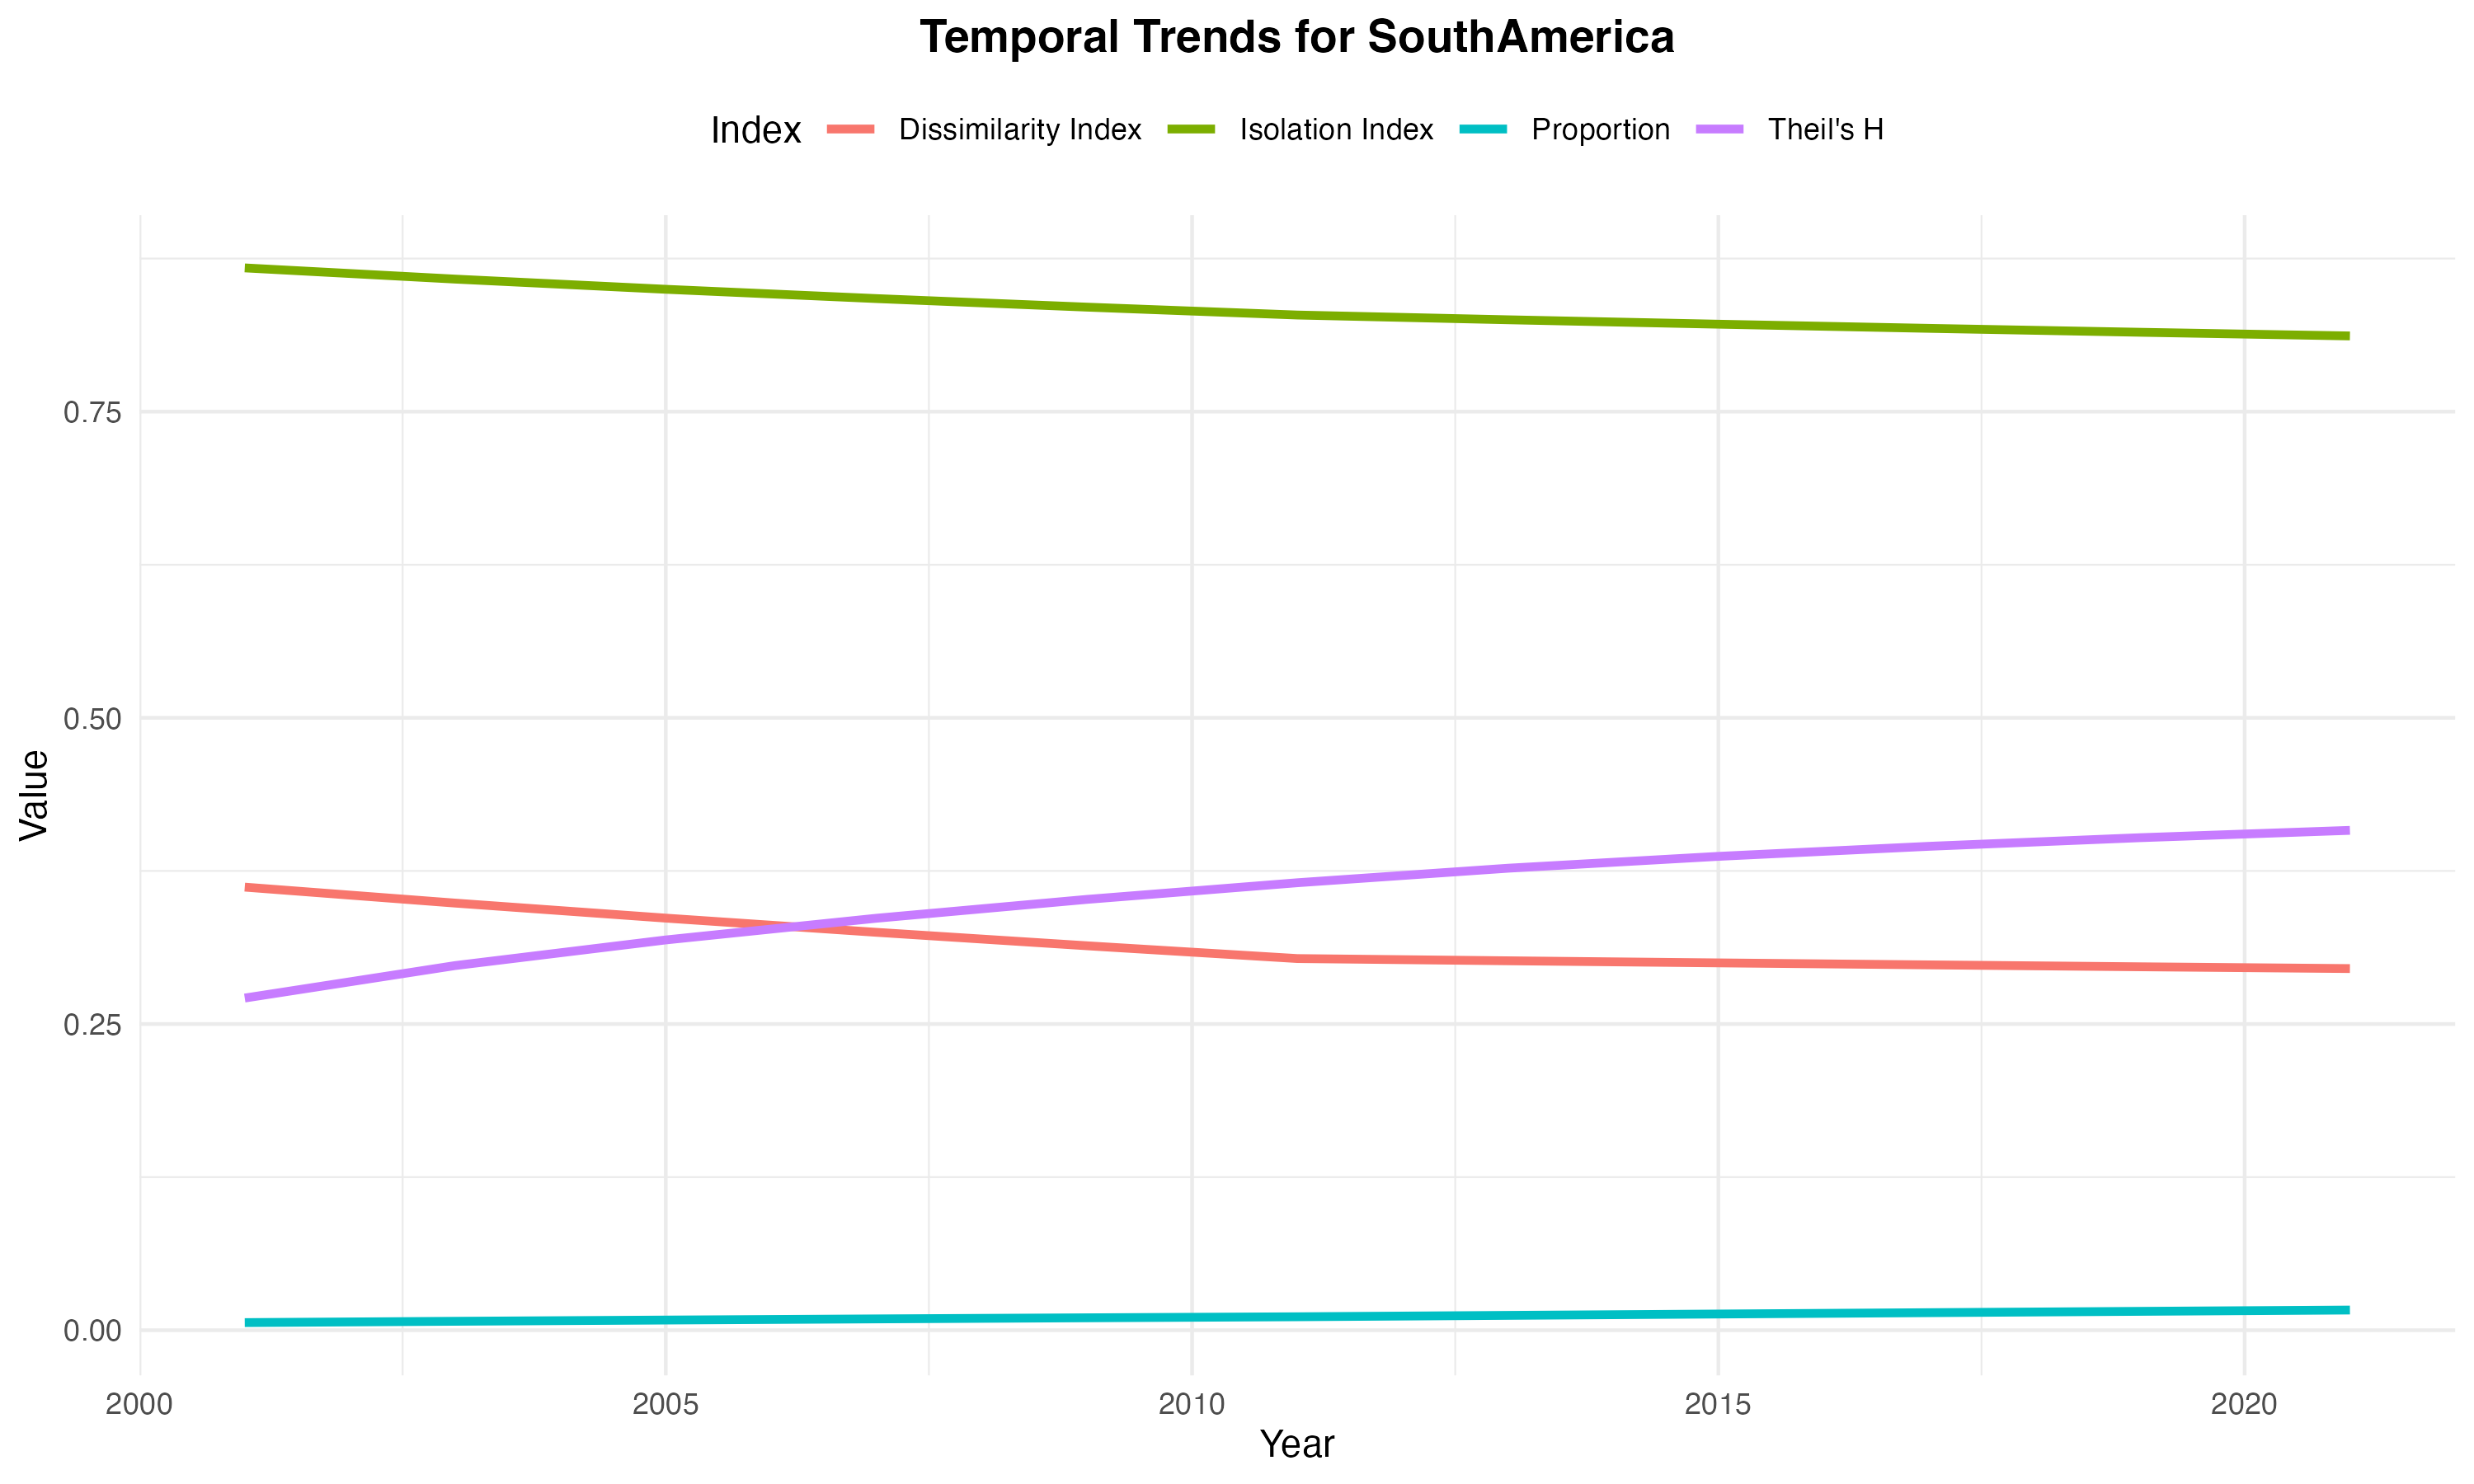 Temporal Trends for SouthAmerica
Index Dissimilarity Index Isolation Index Proportion Theil's H
Value
0.75
0.50
0.25
0.00
2000 2005 2010 2015 2020
Year